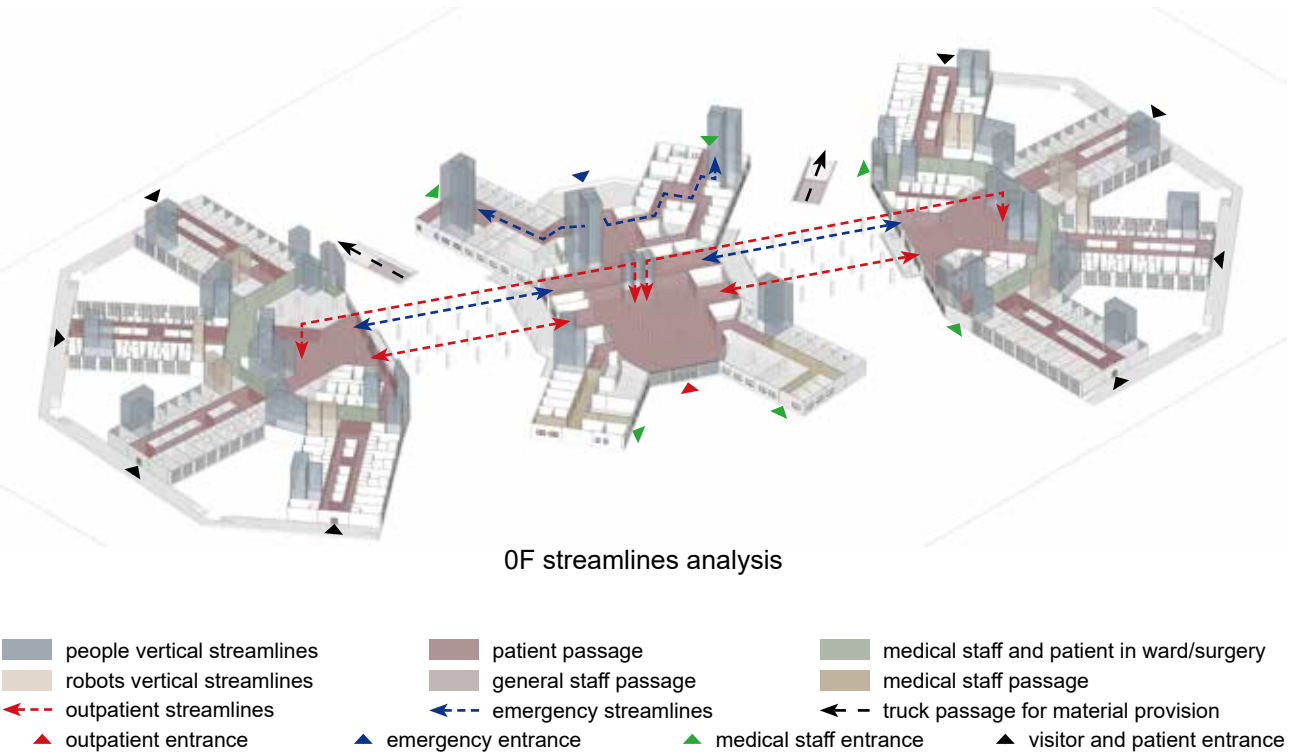 0F streamlines analysis
people vertical streamlines
patient passage
medical staff and patient in ward/surgery
robots vertical streamlines
general staff passage
medical staff passage
outpatient streamlines
emergency streamlines
truck passage for material provision
outpatient entrance
emergency entrance
medical staff entrance
visitor and patient entrance